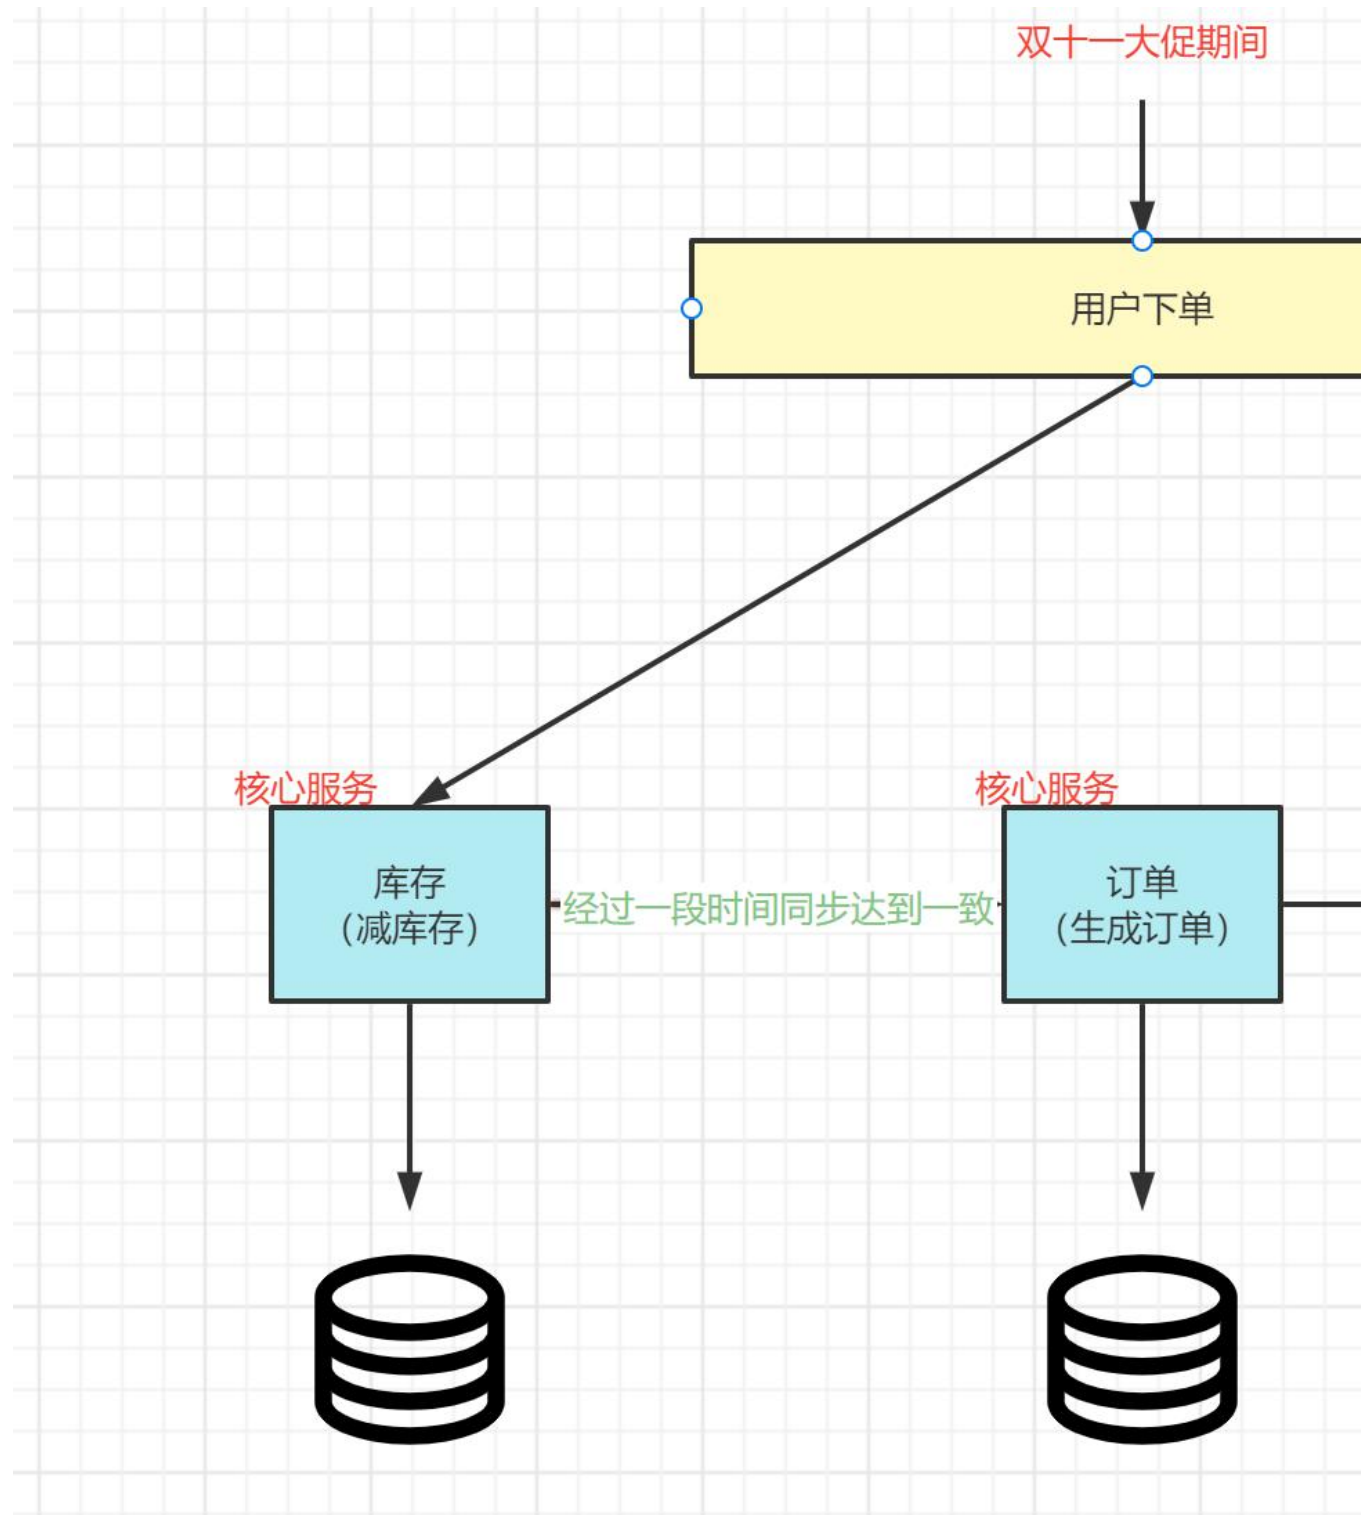 双十一大促期间
用户下单
核心服务
核心服务
库存
（减库存）
经过一段时间同步达到一致
订单
（生成订单）